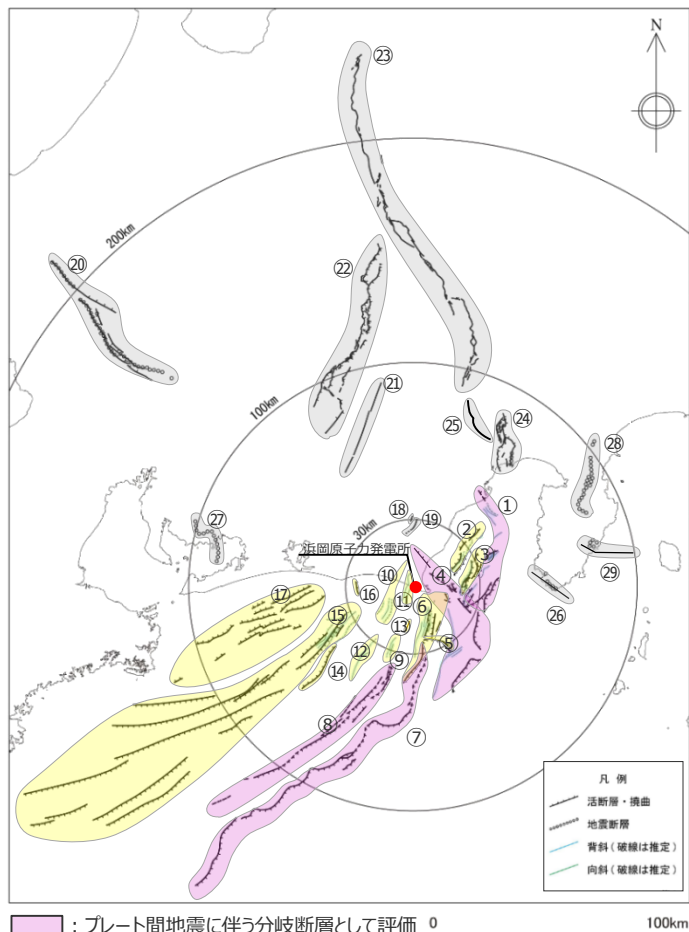 N
㉓
200km
⑳
㉒
㉑
100km
㉕
㉔
㉘
①
㉗
⑱
⑲
30km
②
浜岡原子力発電所
③
㉙
④
⑩
⑰
⑯
⑪
⑥
㉖
⑮
⑬
⑤
⑫
⑨
⑭
⑧
⑦
凡 例
活断層・撓曲
地震断層
背斜(破線は推定)
向斜(破線は推定)
:プレート間地震に伴う分岐断層として評価 0 100km